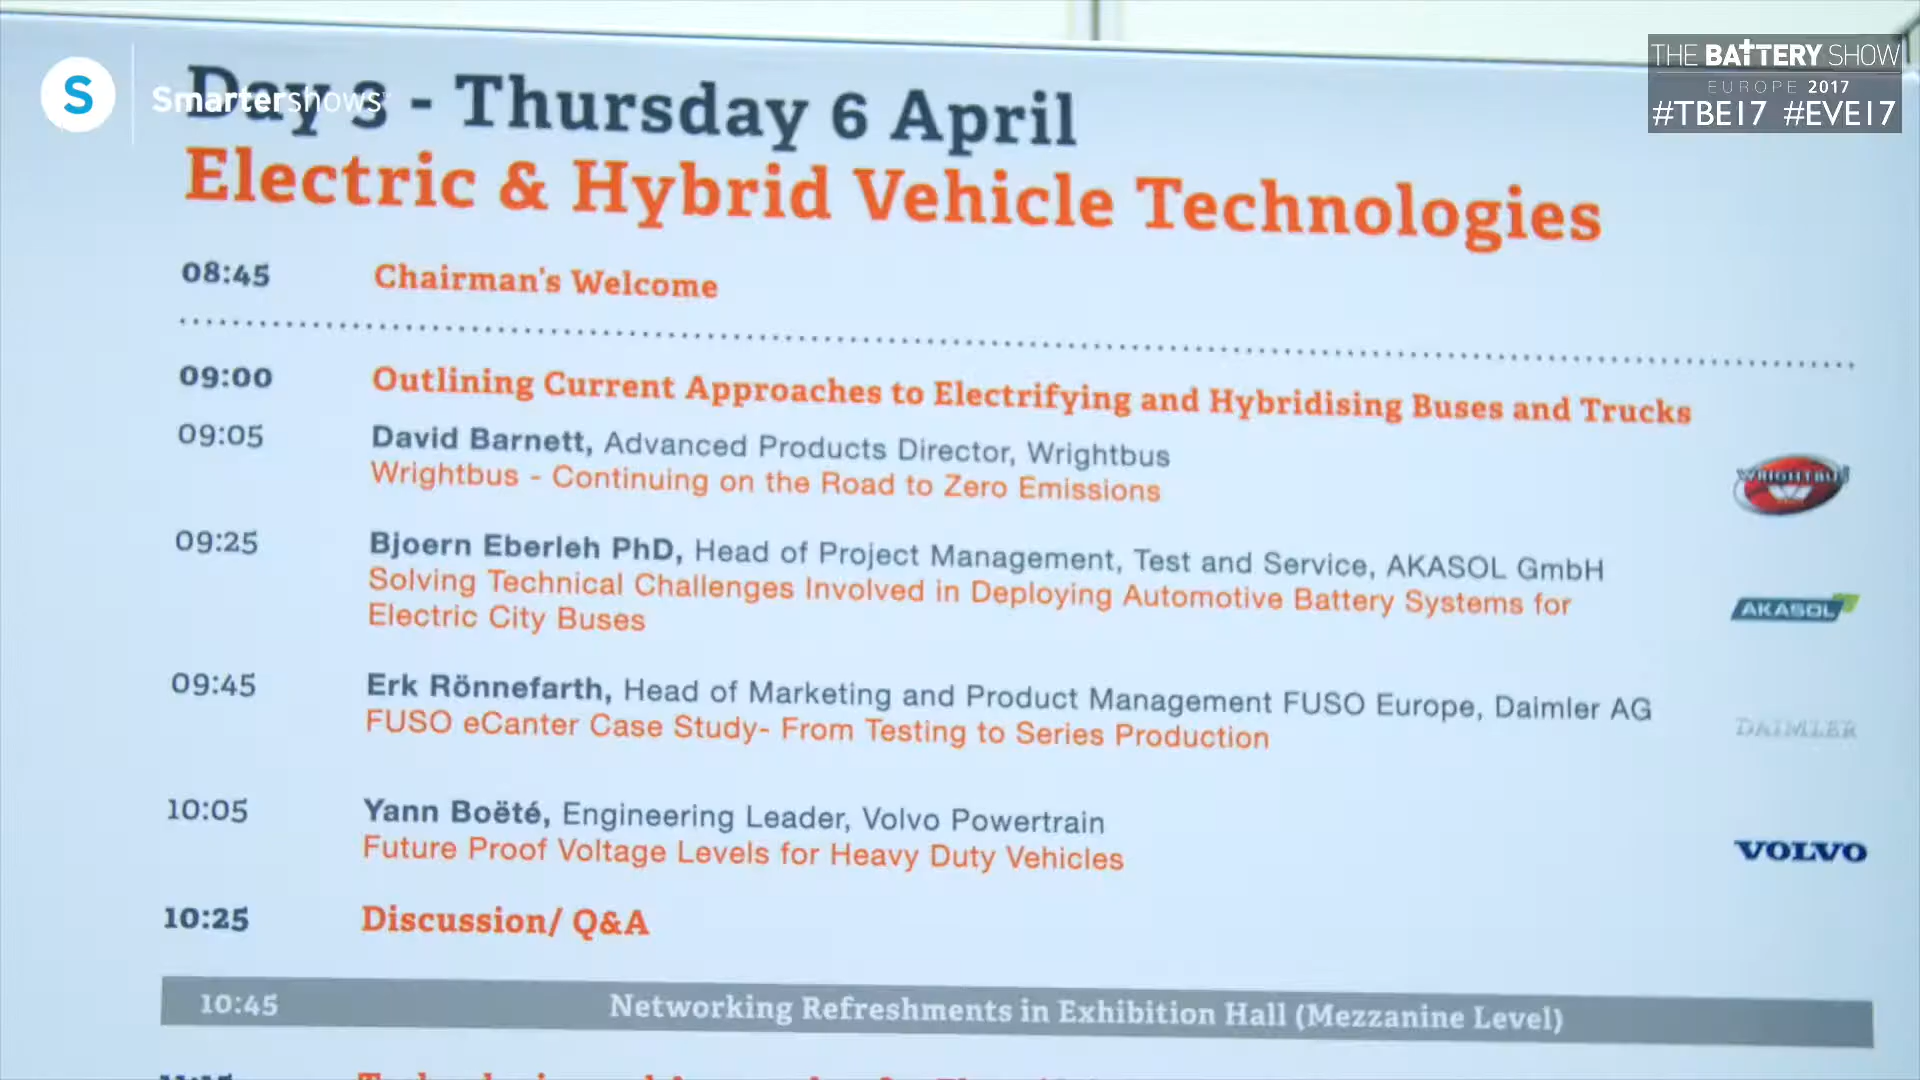 S Smartershows
THE BATTERY SHOW
EUROPE 2017
#TBE17 #EVE17
Day 3 - Thursday 6 April
Electric & Hybrid Vehicle Technologies
08:45 Chairman's Welcome
09:00 Outlining Current Approaches to Electrifying and Hybridising Buses and Trucks
09:05 David Barnett, Advanced Products Director, Wrightbus
Wrightbus - Continuing on the Road to Zero Emissions
WRIGHTBUS
09:25 Bjoern Eberleh PhD, Head of Project Management, Test and Service, AKASOL GmbH
Solving Technical Challenges Involved in Deploying Automotive Battery Systems for
Electric City Buses
AKASOL
09:45 Erk Rönnefarth, Head of Marketing and Product Management FUSO Europe, Daimler AG
FUSO eCanter Case Study- From Testing to Series Production
DAIMLER
10:05 Yann Boëté, Engineering Leader, Volvo Powertrain
Future Proof Voltage Levels for Heavy Duty Vehicles
VOLVO
10:25 Discussion/ Q&A
10:45 Networking Refreshments in Exhibition Hall (Mezzanine Level)